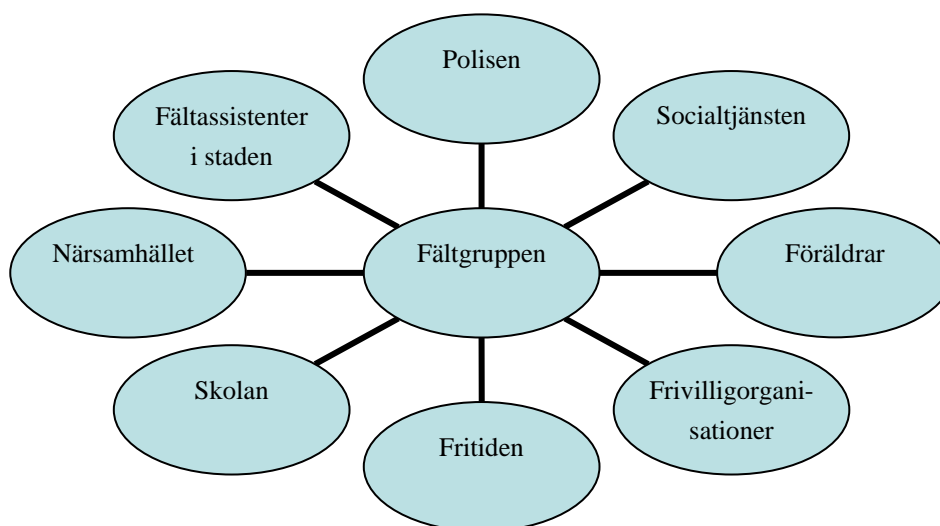 Polisen
Fältassistenter
i staden
Socialtjänsten
Närsamhället
Fältgruppen
Föräldrar
Skolan
Frivilligorgani-
sationer
Fritiden